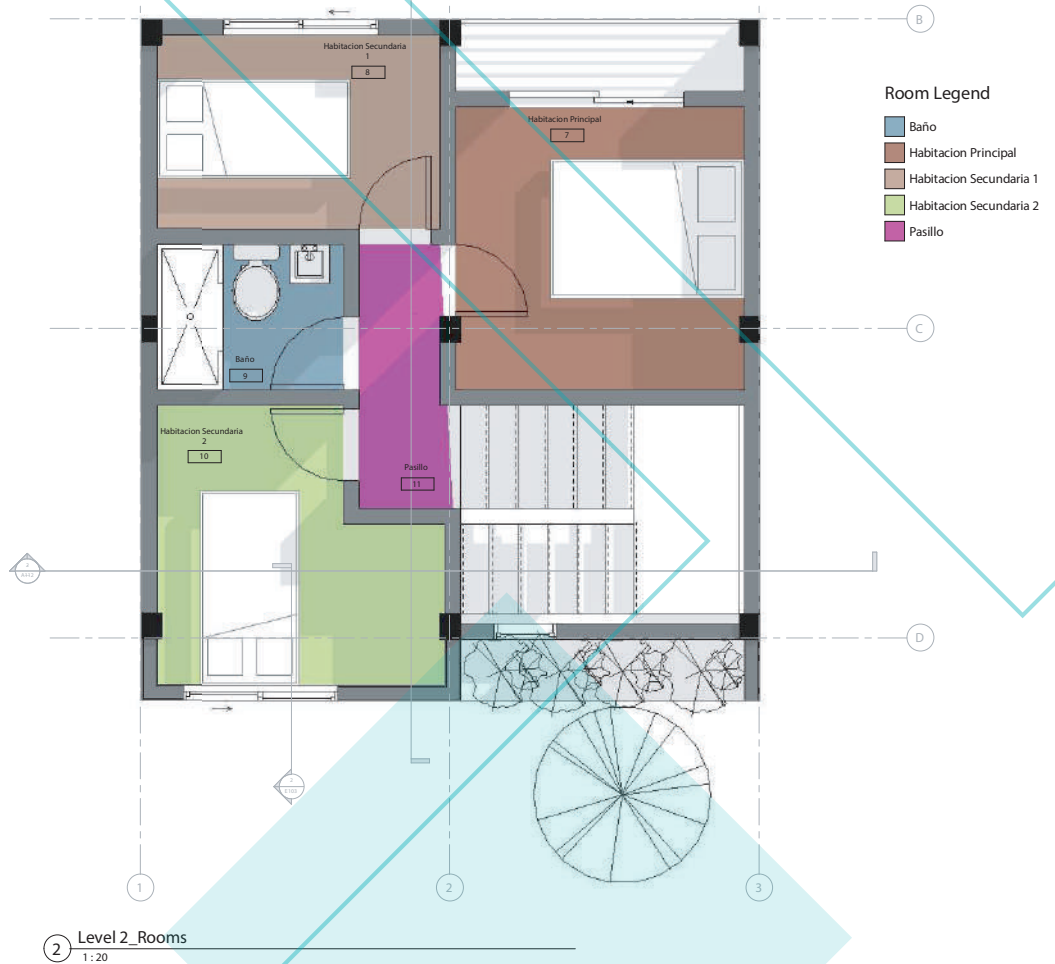 B
Habitacion Secundaria
1
8
Habitacion Principal
7
Room Legend
Baño
Habitacion Principal
Habitacion Secundaria 1
Habitacion Secundaria 2
Pasillo
C
Baño
9
Habitacion Secundaria
2
10
Pasillo
11
D
1
2
3
2
Level 2_Rooms
1 : 20